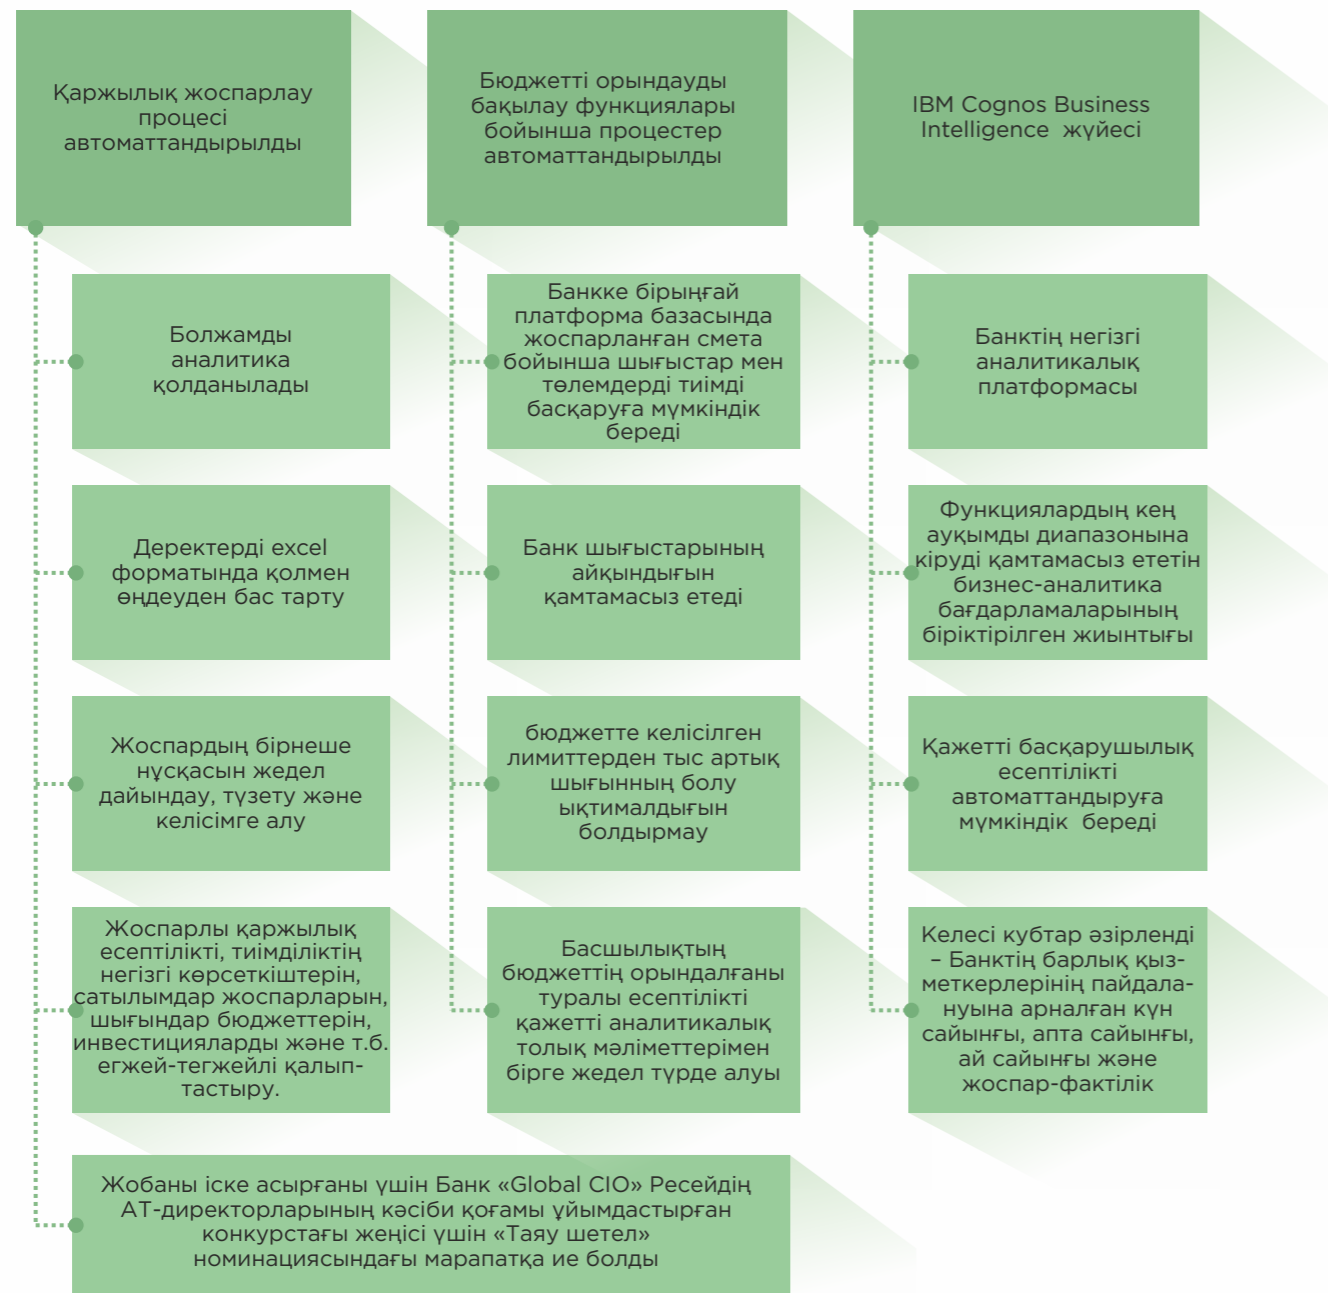 Қаржылық жоспарлау
процесі
автоматтандырылды
Болжамды
аналитика
қолданылады
Деректерді excel
форматында қолмен
өңдеуден бас тарту
Жоспардың бірнеше
нұсқасын жедел
дайындау, түзету және
келісімге алу
Жоспарлы қаржылық
есептілікті, тиімділіктің
негізгі көрсеткіштерін,
сатылымдар жоспарларын,
шығындар бюджеттерін,
инвестицияларды және т.б.
егжей-тегжейлі қалып-
тастыру.
Жобаны іске асырғаны үшін Банк «Global CIO» Ресейдің
АТ-директорларының кәсіби қоғамы ұйымдастырған
конкурстағы жеңісі үшін «Таяу шетел»
номинациясындағы марапатқа ие болды
Бюджетті орындауды
бақылау функциялары
бойынша процестер
автоматтандырылды
Банкке бірыңғай
платформа базасында
жоспарланған смета
бойынша шығыстар мен
төлемдерді тиімді
басқаруға мүмкіндік
береді
Банк шығыстарының
айқындығын
қамтамасыз етеді
бюджетте келісілген
лимиттерден тыс артық
шығынның болу
ықтималдығын
болдырмау
Басшылықтың
бюджеттің орындалғаны
туралы есептілікті
қажетті аналитикалық
толық мәліметтерімен
бірге жедел түрде алуы
IBM Cognos Business
Intelligence жүйесі
Банктің негізгі
аналитикалық
платформасы
Функциялардың кең
ауқымды диапазонына
кіруді қамтамасыз ететін
бизнес-аналитика
бағдарламаларының
біріктірілген жиынтығы
Қажетті басқарушылық
есептілікті
автоматтандыруға
мүмкіндік береді
Келесі кубтар әзірленді
– Банктің барлық қыз-
меткерлерінің пайдала-
нуына арналған күн
сайынғы, апта сайынғы,
ай сайынғы және
жоспар-фактілік